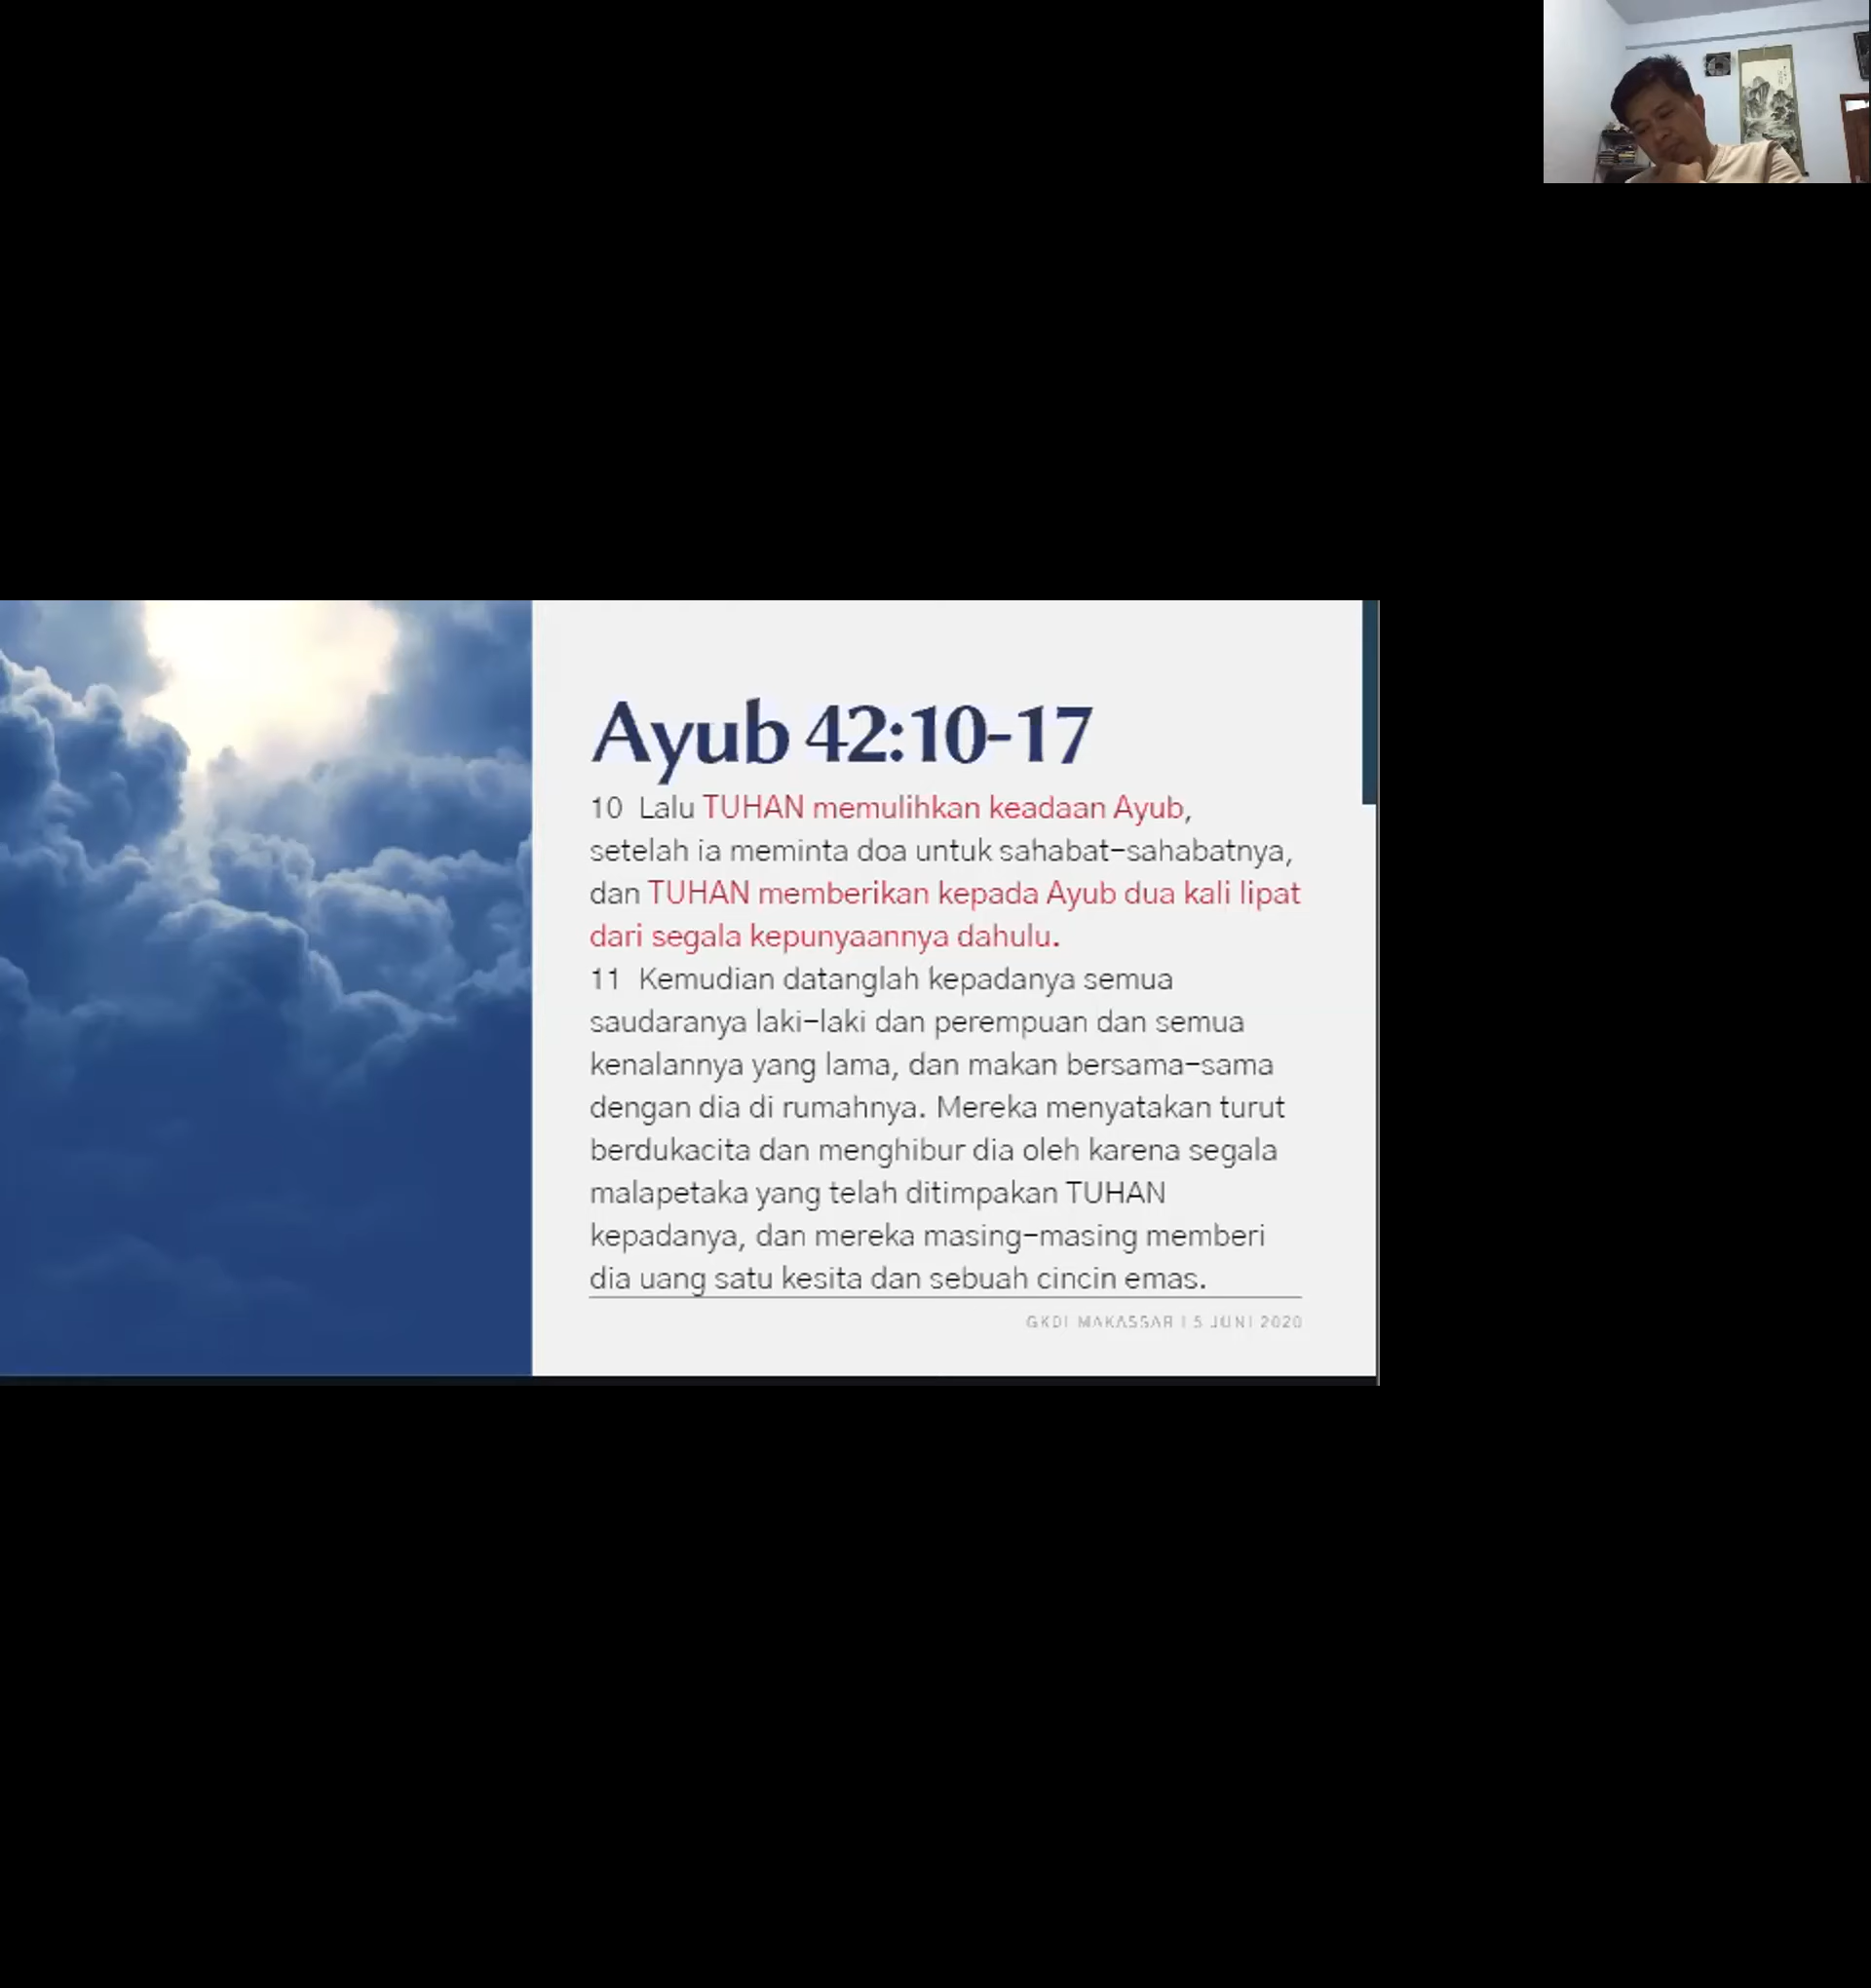 Ayub 42:10-17
10 Lalu TUHAN memulihkan keadaan Ayub,
setelah ia meminta doa untuk sahabat-sahabatnya,
dan TUHAN memberikan kepada Ayub dua kali lipat
dari segala kepunyaannya dahulu.
11 Kemudian datanglah kepadanya semua
saudaranya laki-laki dan perempuan dan semua
kenalannya yang lama, dan makan bersama-sama
dengan dia di rumahnya. Mereka menyatakan turut
berdukacita dan menghibur dia oleh karena segala
malapetaka yang telah ditimpakan TUHAN
kepadanya, dan mereka masing-masing memberi
dia uang satu kesita dan sebuah cincin emas.
GKDI MAKASSAR | 5 JUNI 2020